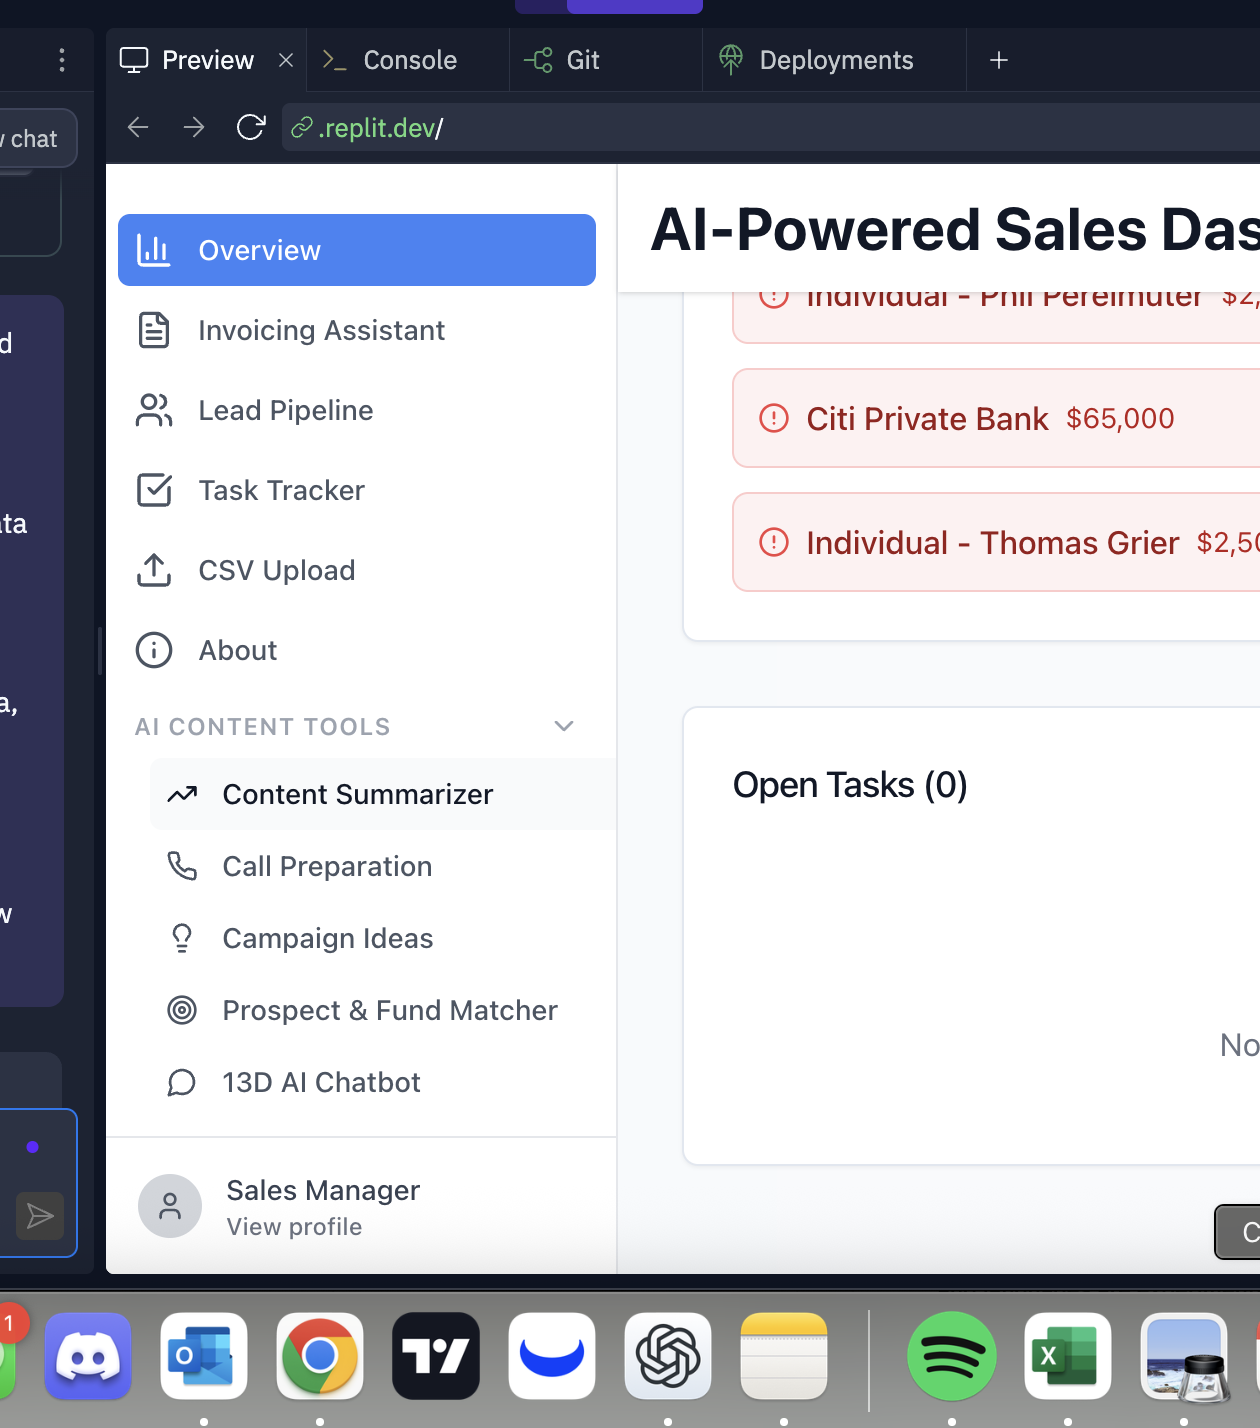 Preview
Console
Git
Deployments
chat
.replit.dev/
Overview
Invoicing Assistant
Lead Pipeline
Task Tracker
CSV Upload
About
AI CONTENT TOOLS
Content Summarizer
Call Preparation
Campaign Ideas
Prospect & Fund Matcher
13D AI Chatbot
Sales Manager
View profile
AI-Powered Sales Das
Individual - Phil Perelmuter $2,
Citi Private Bank $65,000
Individual - Thomas Grier $2,50
Open Tasks (0)
No
C
d
ta
a,
w
1